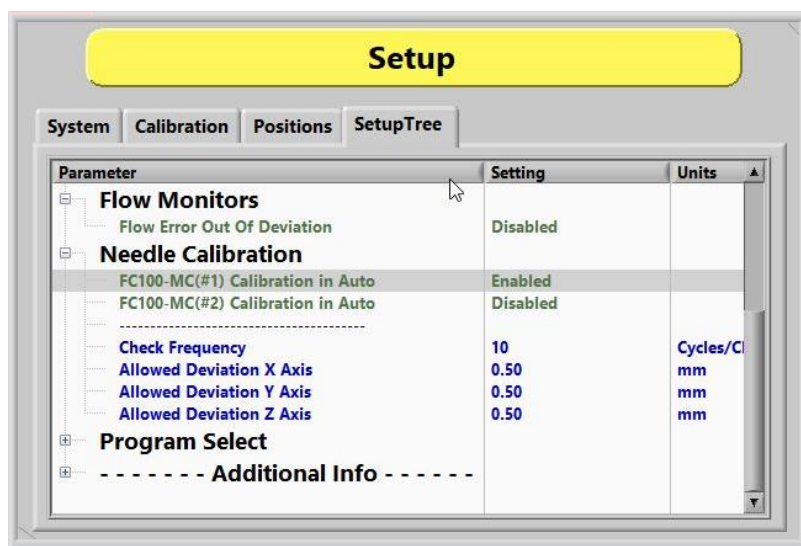 Setup
System Calibration Positions SetupTree
Parameter Setting Units
Flow Monitors
Flow Error Out Of Deviation Disabled
Needle Calibration
FC100-MC(#1) Calibration in Auto Enabled
FC100-MC(#2) Calibration in Auto Disabled
----------------------------------------
Check Frequency 10 Cycles/Cl
Allowed Deviation X Axis 0.50 mm
Allowed Deviation Y Axis 0.50 mm
Allowed Deviation Z Axis 0.50 mm
Program Select
- - - - - - - Additional Info - - - - - -